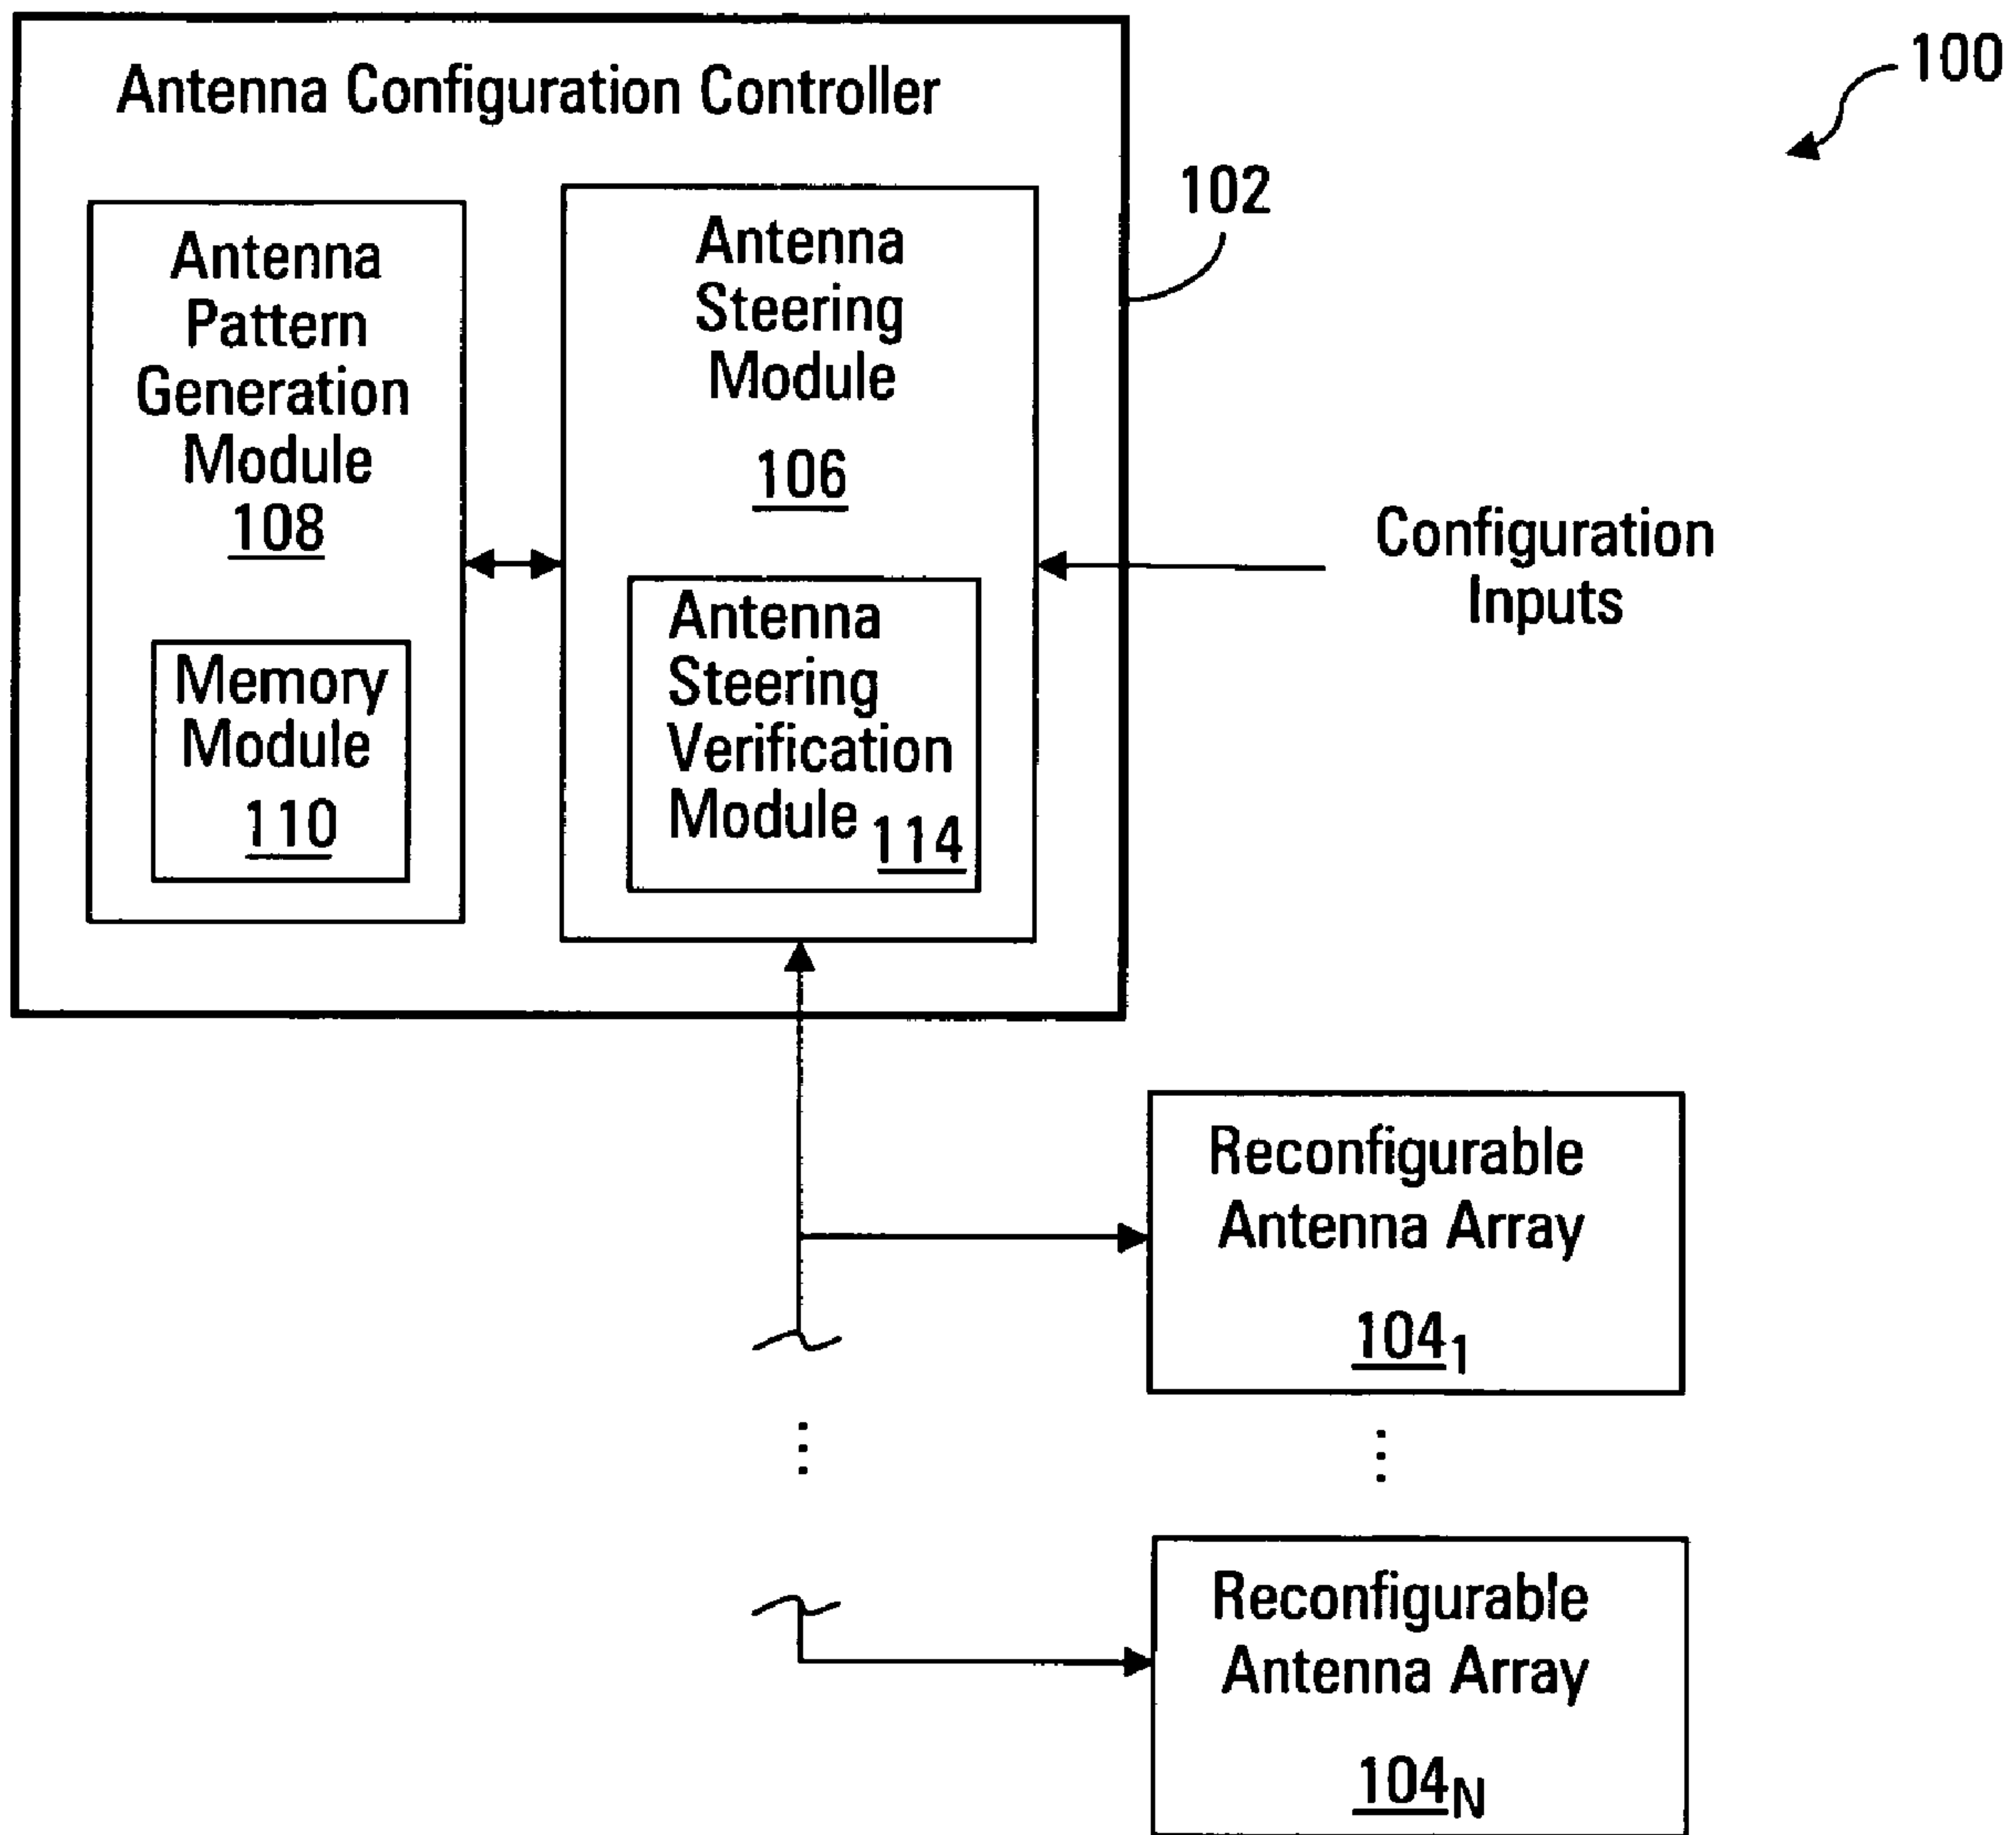 Antenna Configuration Controller
100
102
Antenna
Pattern
Generation
Module
108
Memory
Module
110
Antenna
Steering
Module
106
Antenna
Steering
Verification
Module 114
Configuration
Inputs
Reconfigurable
Antenna Array
104₁
Reconfigurable
Antenna Array
104N